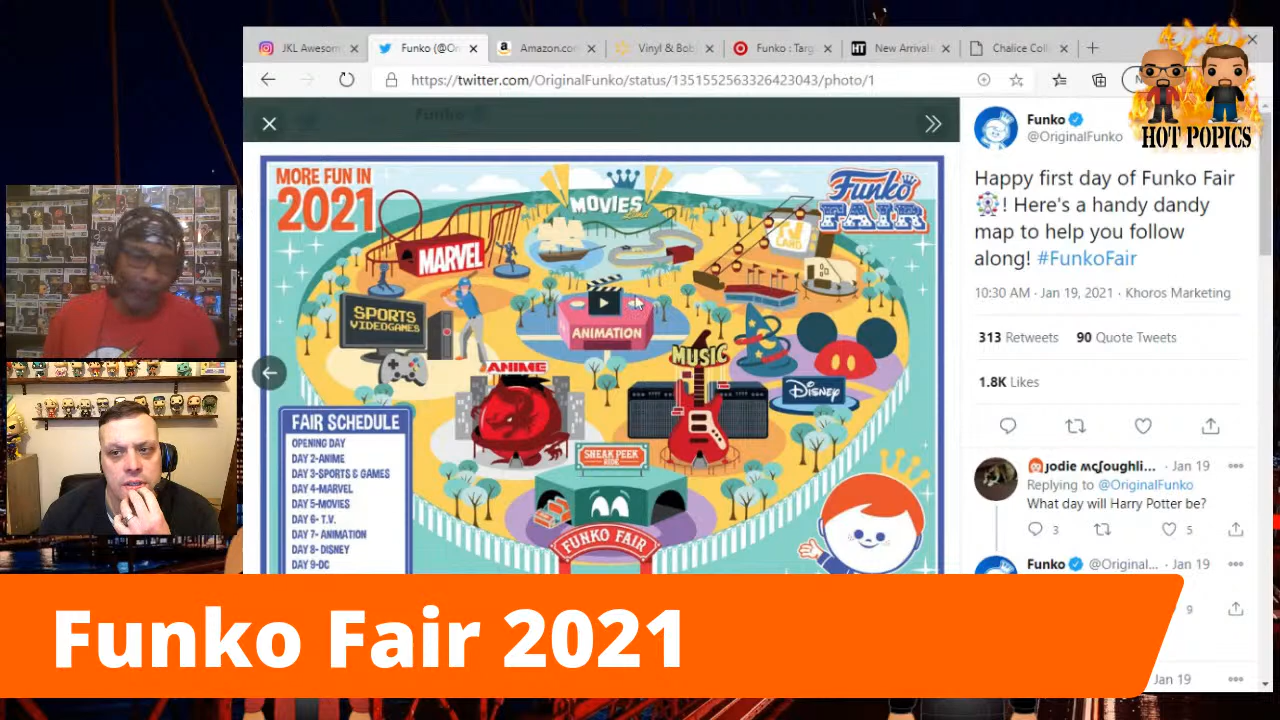 JKL Awesom
Funko (@Or
Amazon.co
Vinyl & Bob
Funko : Targ
New Arrival
Chalice Coll
https://twitter.com/OriginalFunko/status/1351552563326423043/photo/1
HOT POPICS
MORE FUN IN
2021
MOVIES
Funko
FAIR
MARVEL
LAND
SPORTS
VIDEOGAMES
ANIMATION
MUSIC
ANIME
Disney
SNEAK PEEK
RIDE
FUNKO FAIR
FAIR SCHEDULE
OPENING DAY
DAY 2-ANIME
DAY 3-SPORTS & GAMES
DAY 4-MARVEL
DAY 5-MOVIES
DAY 6- T.V.
DAY 7- ANIMATION
DAY 8- DISNEY
DAY 9-DC
Funko
@OriginalFunko
Happy first day of Funko Fair
! Here's a handy dandy
map to help you follow
along! #FunkoFair
10:30 AM · Jan 19, 2021 · Khoros Marketing
313 Retweets 90 Quote Tweets
1.8K Likes
· Jan 19
Replying to @OriginalFunko
What day will Harry Potter be?
3
5
Funko @Original... · Jan 19
9
Jan 19
Funko Fair 2021